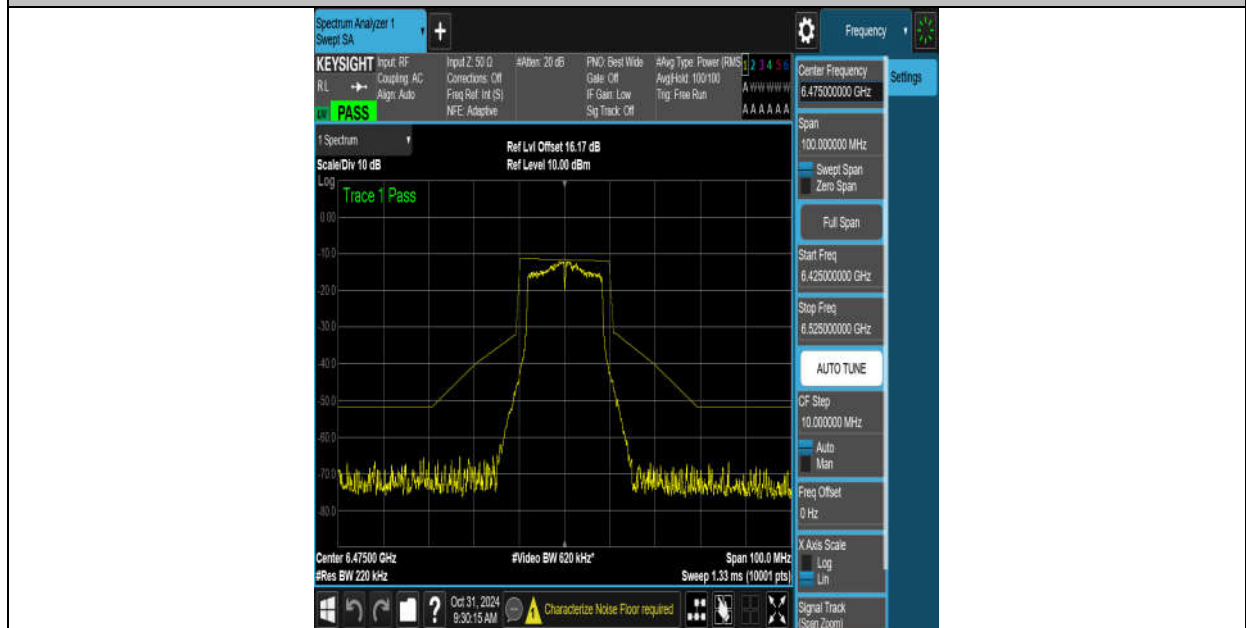 Spectrum Analyzer 1
Swept SA
+
Frequency
KEYSIGHT
RL
PASS
Input: RF
Coupling: AC
Align: Auto
Input Z: 50 Ω
Corrections: Off
Freq Ref: Int (S)
NFE: Adaptive
#Atten: 20 dB
PNO: Best Wide
Gate: Off
IF Gain: Low
Sig Track: Off
#Avg Type: Power (RMS
Avg|Hold: 100/100
Trig: Free Run
1 2 3 4 5 6
A W W W W W
A A A A A A
Center Frequency
6.475000000 GHz
Settings
Span
100.000000 MHz
Swept Span
Zero Span
Full Span
Start Freq
6.425000000 GHz
Stop Freq
6.525000000 GHz
AUTO TUNE
CF Step
10.000000 MHz
Auto
Man
Freq Offset
0 Hz
X Axis Scale
Log
Lin
Signal Track
(Span Zoom)
1 Spectrum
Scale/Div 10 dB
Ref Lvl Offset 16.17 dB
Ref Level 10.00 dBm
Log
Trace 1 Pass
0.00
-10.0
-20.0
-30.0
-40.0
-50.0
-60.0
-70.0
-80.0
Center 6.47500 GHz
#Res BW 220 kHz
#Video BW 620 kHz*
Span 100.0 MHz
Sweep 1.33 ms (10001 pts)
?
Oct 31, 2024
9:30:15 AM
Characterize Noise Floor required